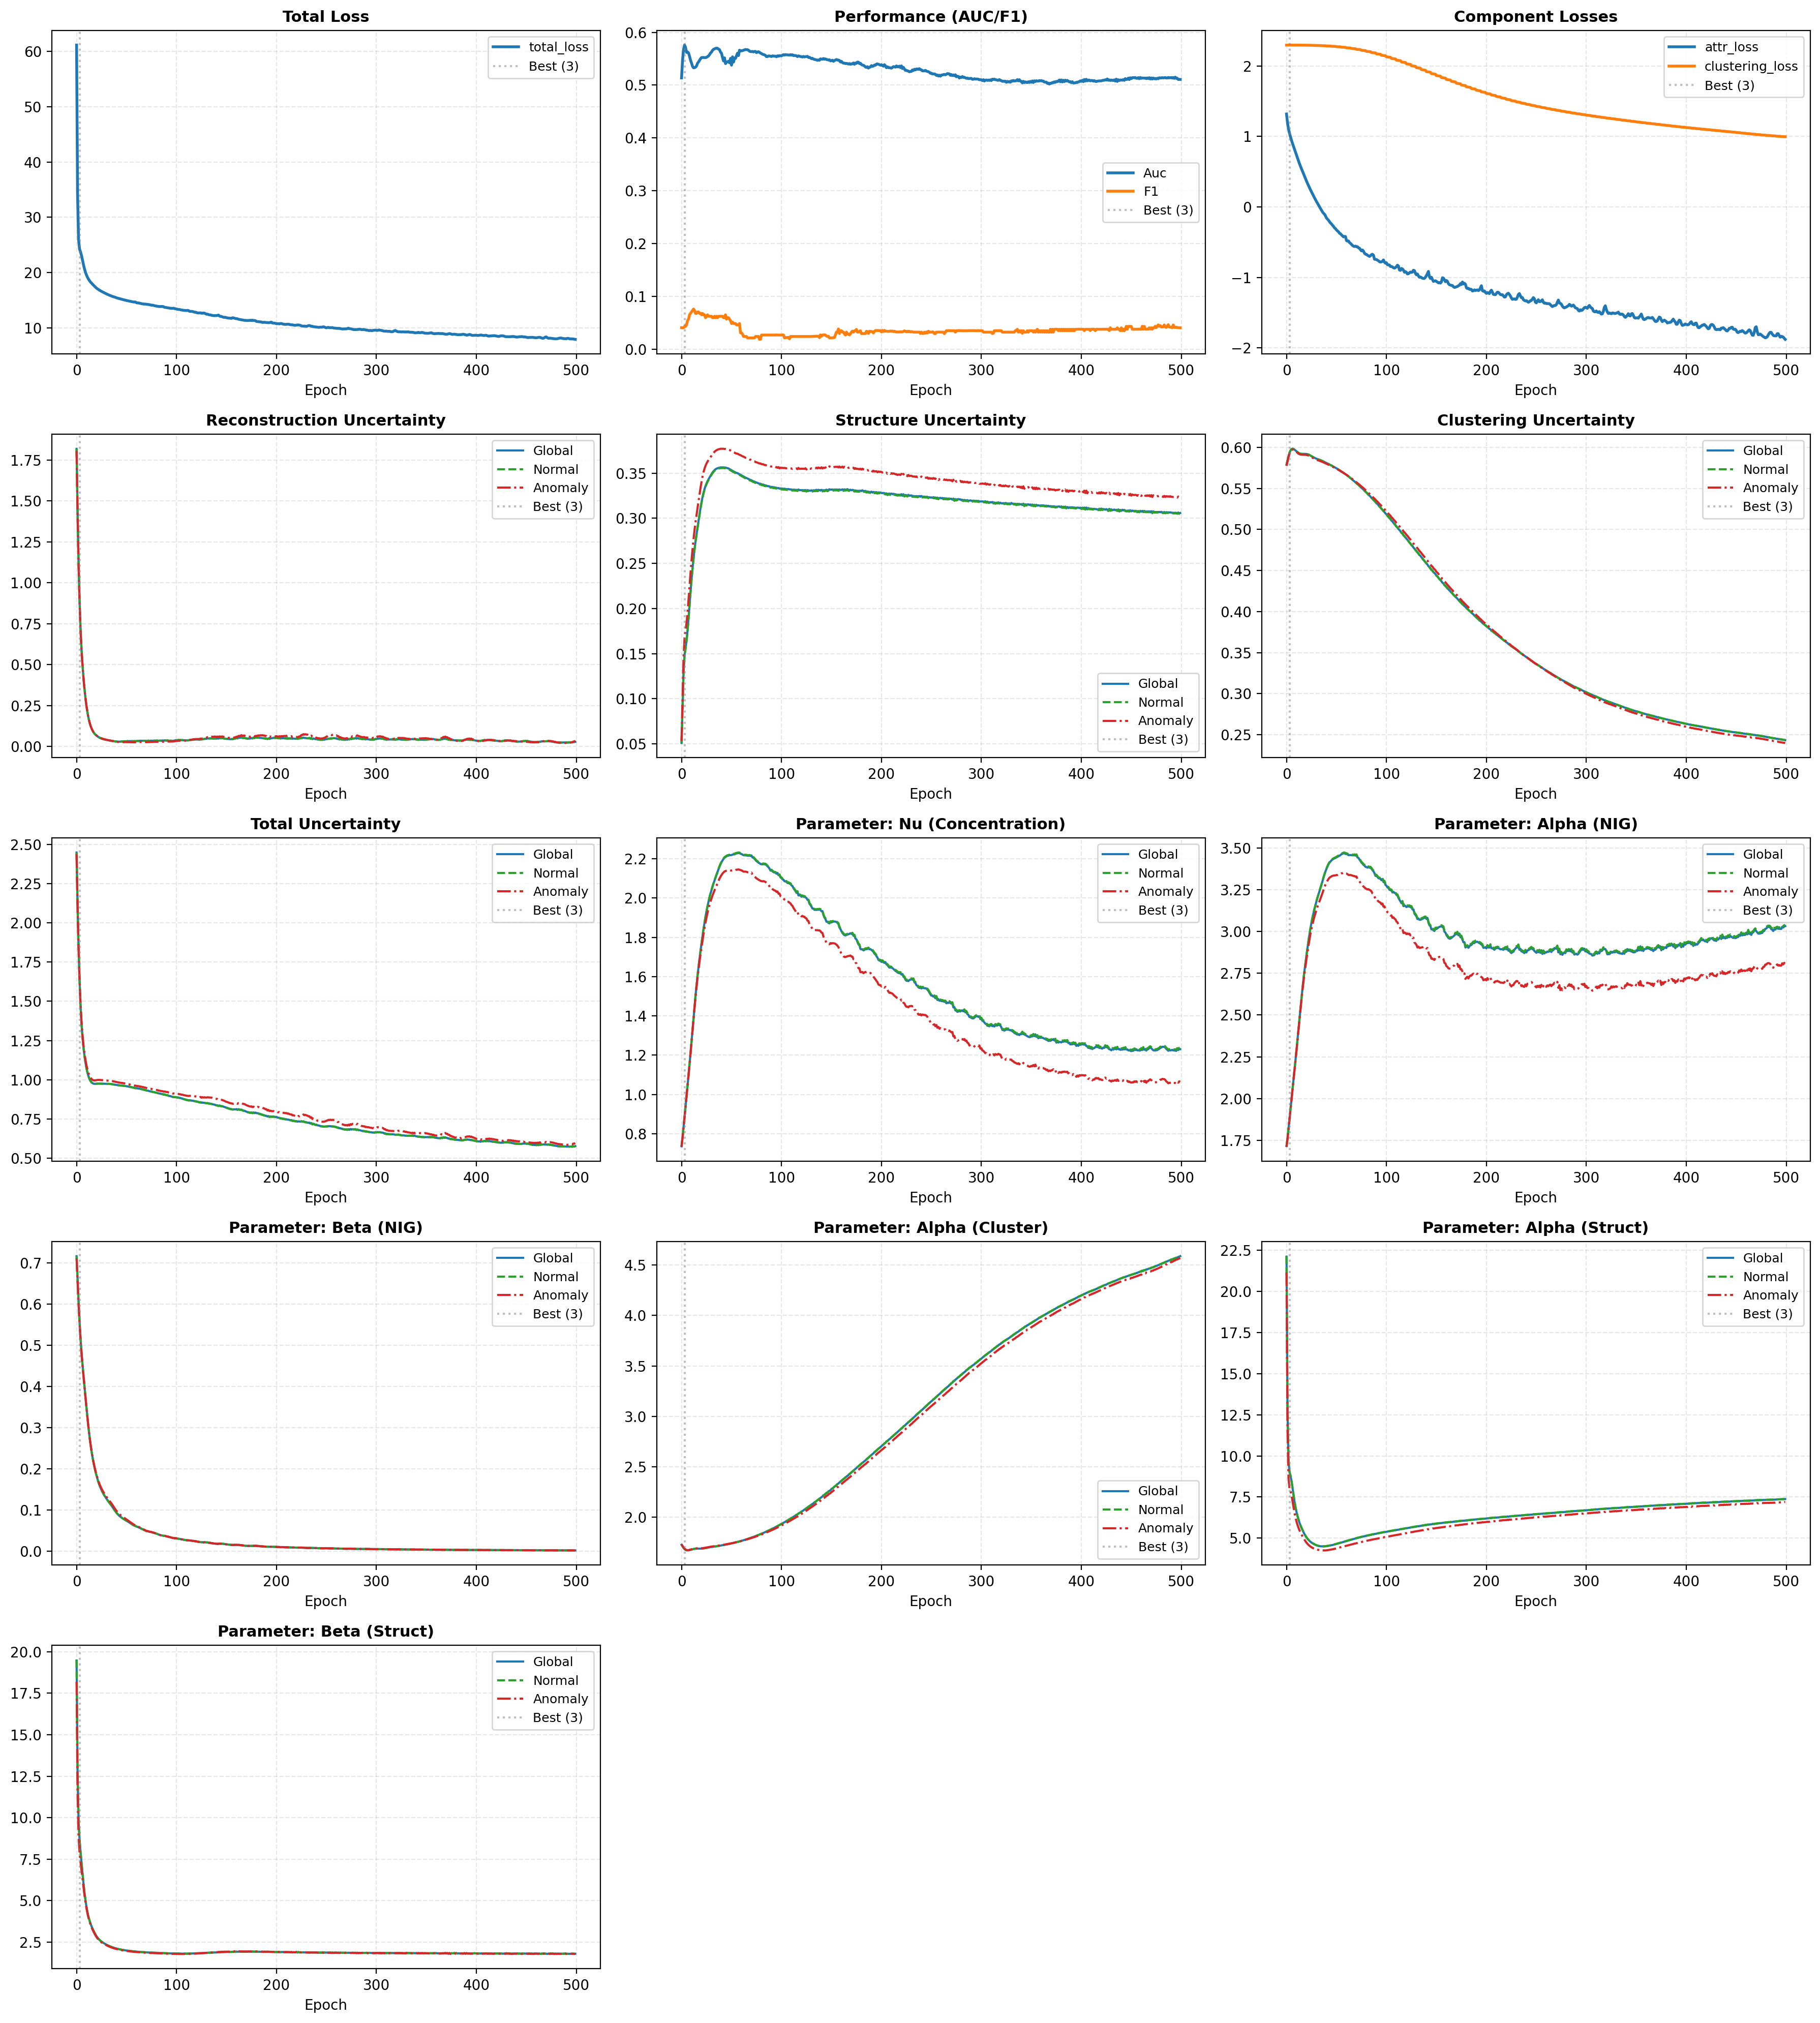 Total Loss
60
50
40
30
20
10
total_loss
Best (3)
0 100 200 300 400 500
Epoch
Performance (AUC/F1)
0.6
0.5
0.4
0.3
0.2
0.1
0.0
Auc
F1
Best (3)
0 100 200 300 400 500
Epoch
Component Losses
2
1
0
−1
−2
attr_loss
clustering_loss
Best (3)
0 100 200 300 400 500
Epoch
Reconstruction Uncertainty
1.75
1.50
1.25
1.00
0.75
0.50
0.25
0.00
Global
Normal
Anomaly
Best (3)
0 100 200 300 400 500
Epoch
Structure Uncertainty
0.35
0.30
0.25
0.20
0.15
0.10
0.05
Global
Normal
Anomaly
Best (3)
0 100 200 300 400 500
Epoch
Clustering Uncertainty
0.60
0.55
0.50
0.45
0.40
0.35
0.30
0.25
Global
Normal
Anomaly
Best (3)
0 100 200 300 400 500
Epoch
Total Uncertainty
2.50
2.25
2.00
1.75
1.50
1.25
1.00
0.75
0.50
Global
Normal
Anomaly
Best (3)
0 100 200 300 400 500
Epoch
Parameter: Nu (Concentration)
2.2
2.0
1.8
1.6
1.4
1.2
1.0
0.8
Global
Normal
Anomaly
Best (3)
0 100 200 300 400 500
Epoch
Parameter: Alpha (NIG)
3.50
3.25
3.00
2.75
2.50
2.25
2.00
1.75
Global
Normal
Anomaly
Best (3)
0 100 200 300 400 500
Epoch
Parameter: Beta (NIG)
0.7
0.6
0.5
0.4
0.3
0.2
0.1
0.0
Global
Normal
Anomaly
Best (3)
0 100 200 300 400 500
Epoch
Parameter: Alpha (Cluster)
4.5
4.0
3.5
3.0
2.5
2.0
Global
Normal
Anomaly
Best (3)
0 100 200 300 400 500
Epoch
Parameter: Alpha (Struct)
22.5
20.0
17.5
15.0
12.5
10.0
7.5
5.0
Global
Normal
Anomaly
Best (3)
0 100 200 300 400 500
Epoch
Parameter: Beta (Struct)
20.0
17.5
15.0
12.5
10.0
7.5
5.0
2.5
Global
Normal
Anomaly
Best (3)
0 100 200 300 400 500
Epoch